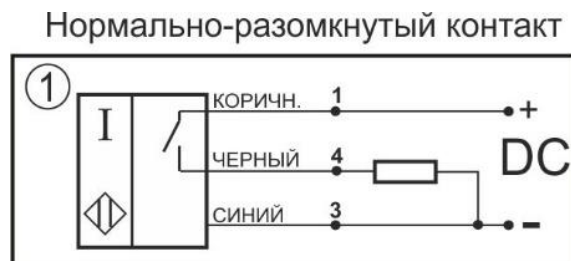 Нормально-разомкнутый контакт
1
I
КОРИЧН. 1 +
ЧЕРНЫЙ 4 DC
СИНИЙ 3 -